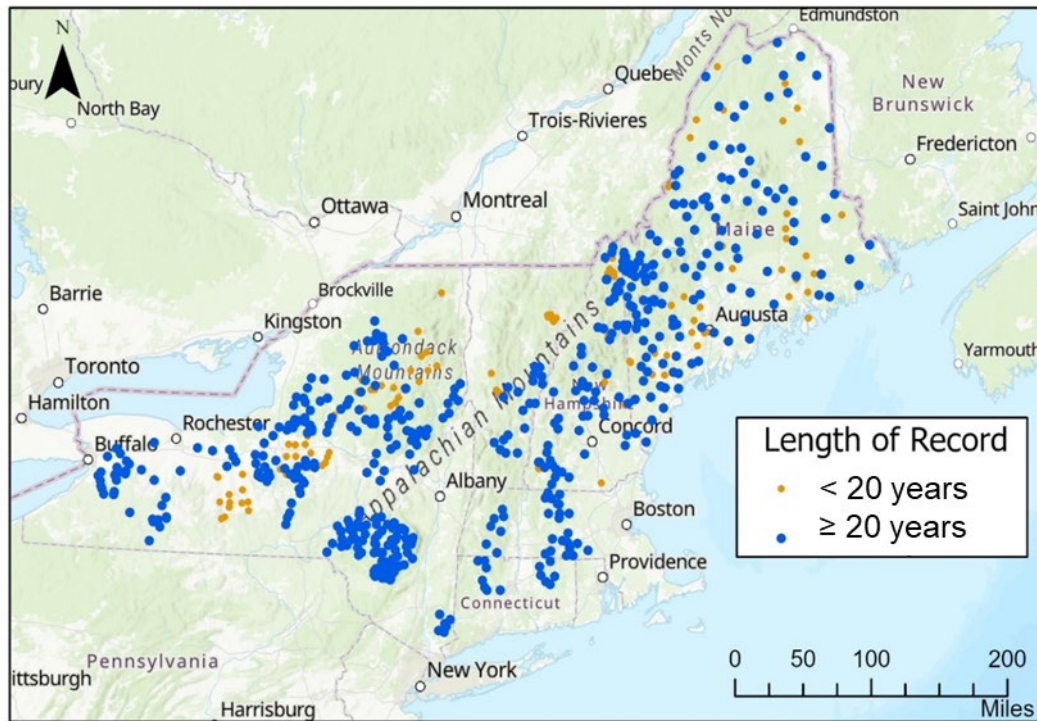 N
Edmundston
Monts No
Quebe
New
Brunswick
bury
North Bay
Trois-Rivieres
Fredericton
Ottawa
Montreal
Saint John
Maine
Barrie
Brockville
Kingston
Augusta
Adirondack
Mountains
Toronto
Yarmouth
Hamilton
Rochester
New
Hampshire
Appalachian Mountains
Concord
Buffalo
Albany
Boston
Providence
Connecticut
Pennsylvania
ittsburgh
New York
Harrisburg
Length of Record
< 20 years
≥ 20 years
0 50 100 200
Miles